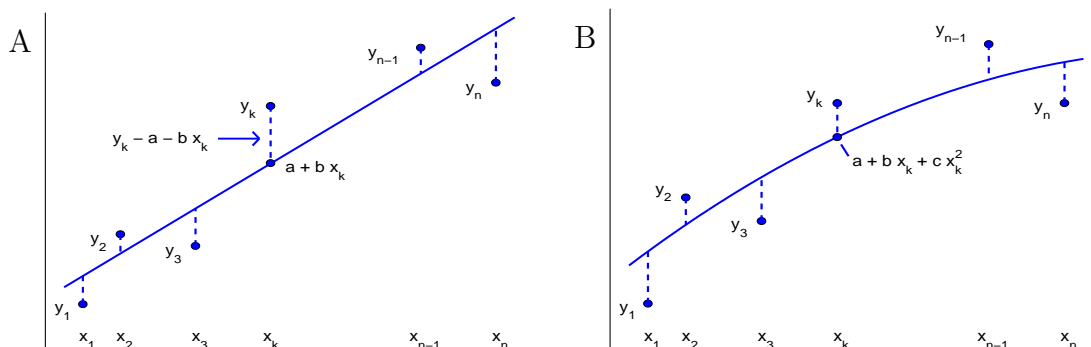 A
y_{n−1}
y_n
y_k
y_k − a − b x_k
a + b x_k
y_2
y_3
y_1
x_1 x_2 x_3 x_k x_{n−1} x_n
B
y_{n−1}
y_k
y_n
a + b x_k + c x_k^2
y_2
y_3
y_1
x_1 x_2 x_3 x_k x_{n−1} x_n